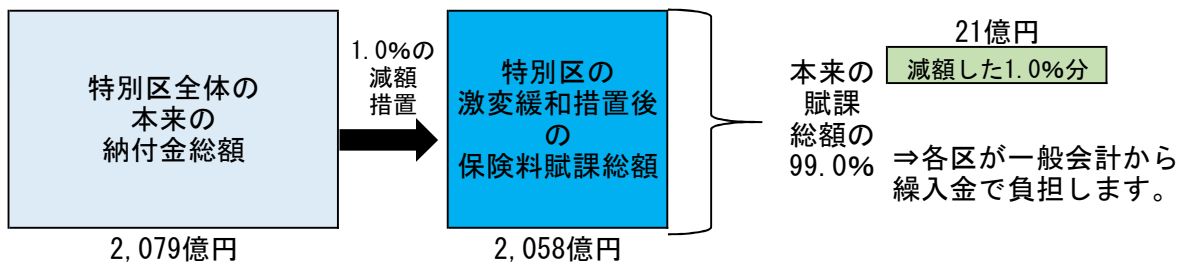 特別区全体の
本来の
納付金総額
2,079億円
1.0%の
減額
措置
特別区の
激変緩和措置後
の
保険料賦課総額
2,058億円
本来の
賦課
総額の
99.0%
21億円
減額した1.0%分
⇒各区が一般会計から
繰入金で負担します。